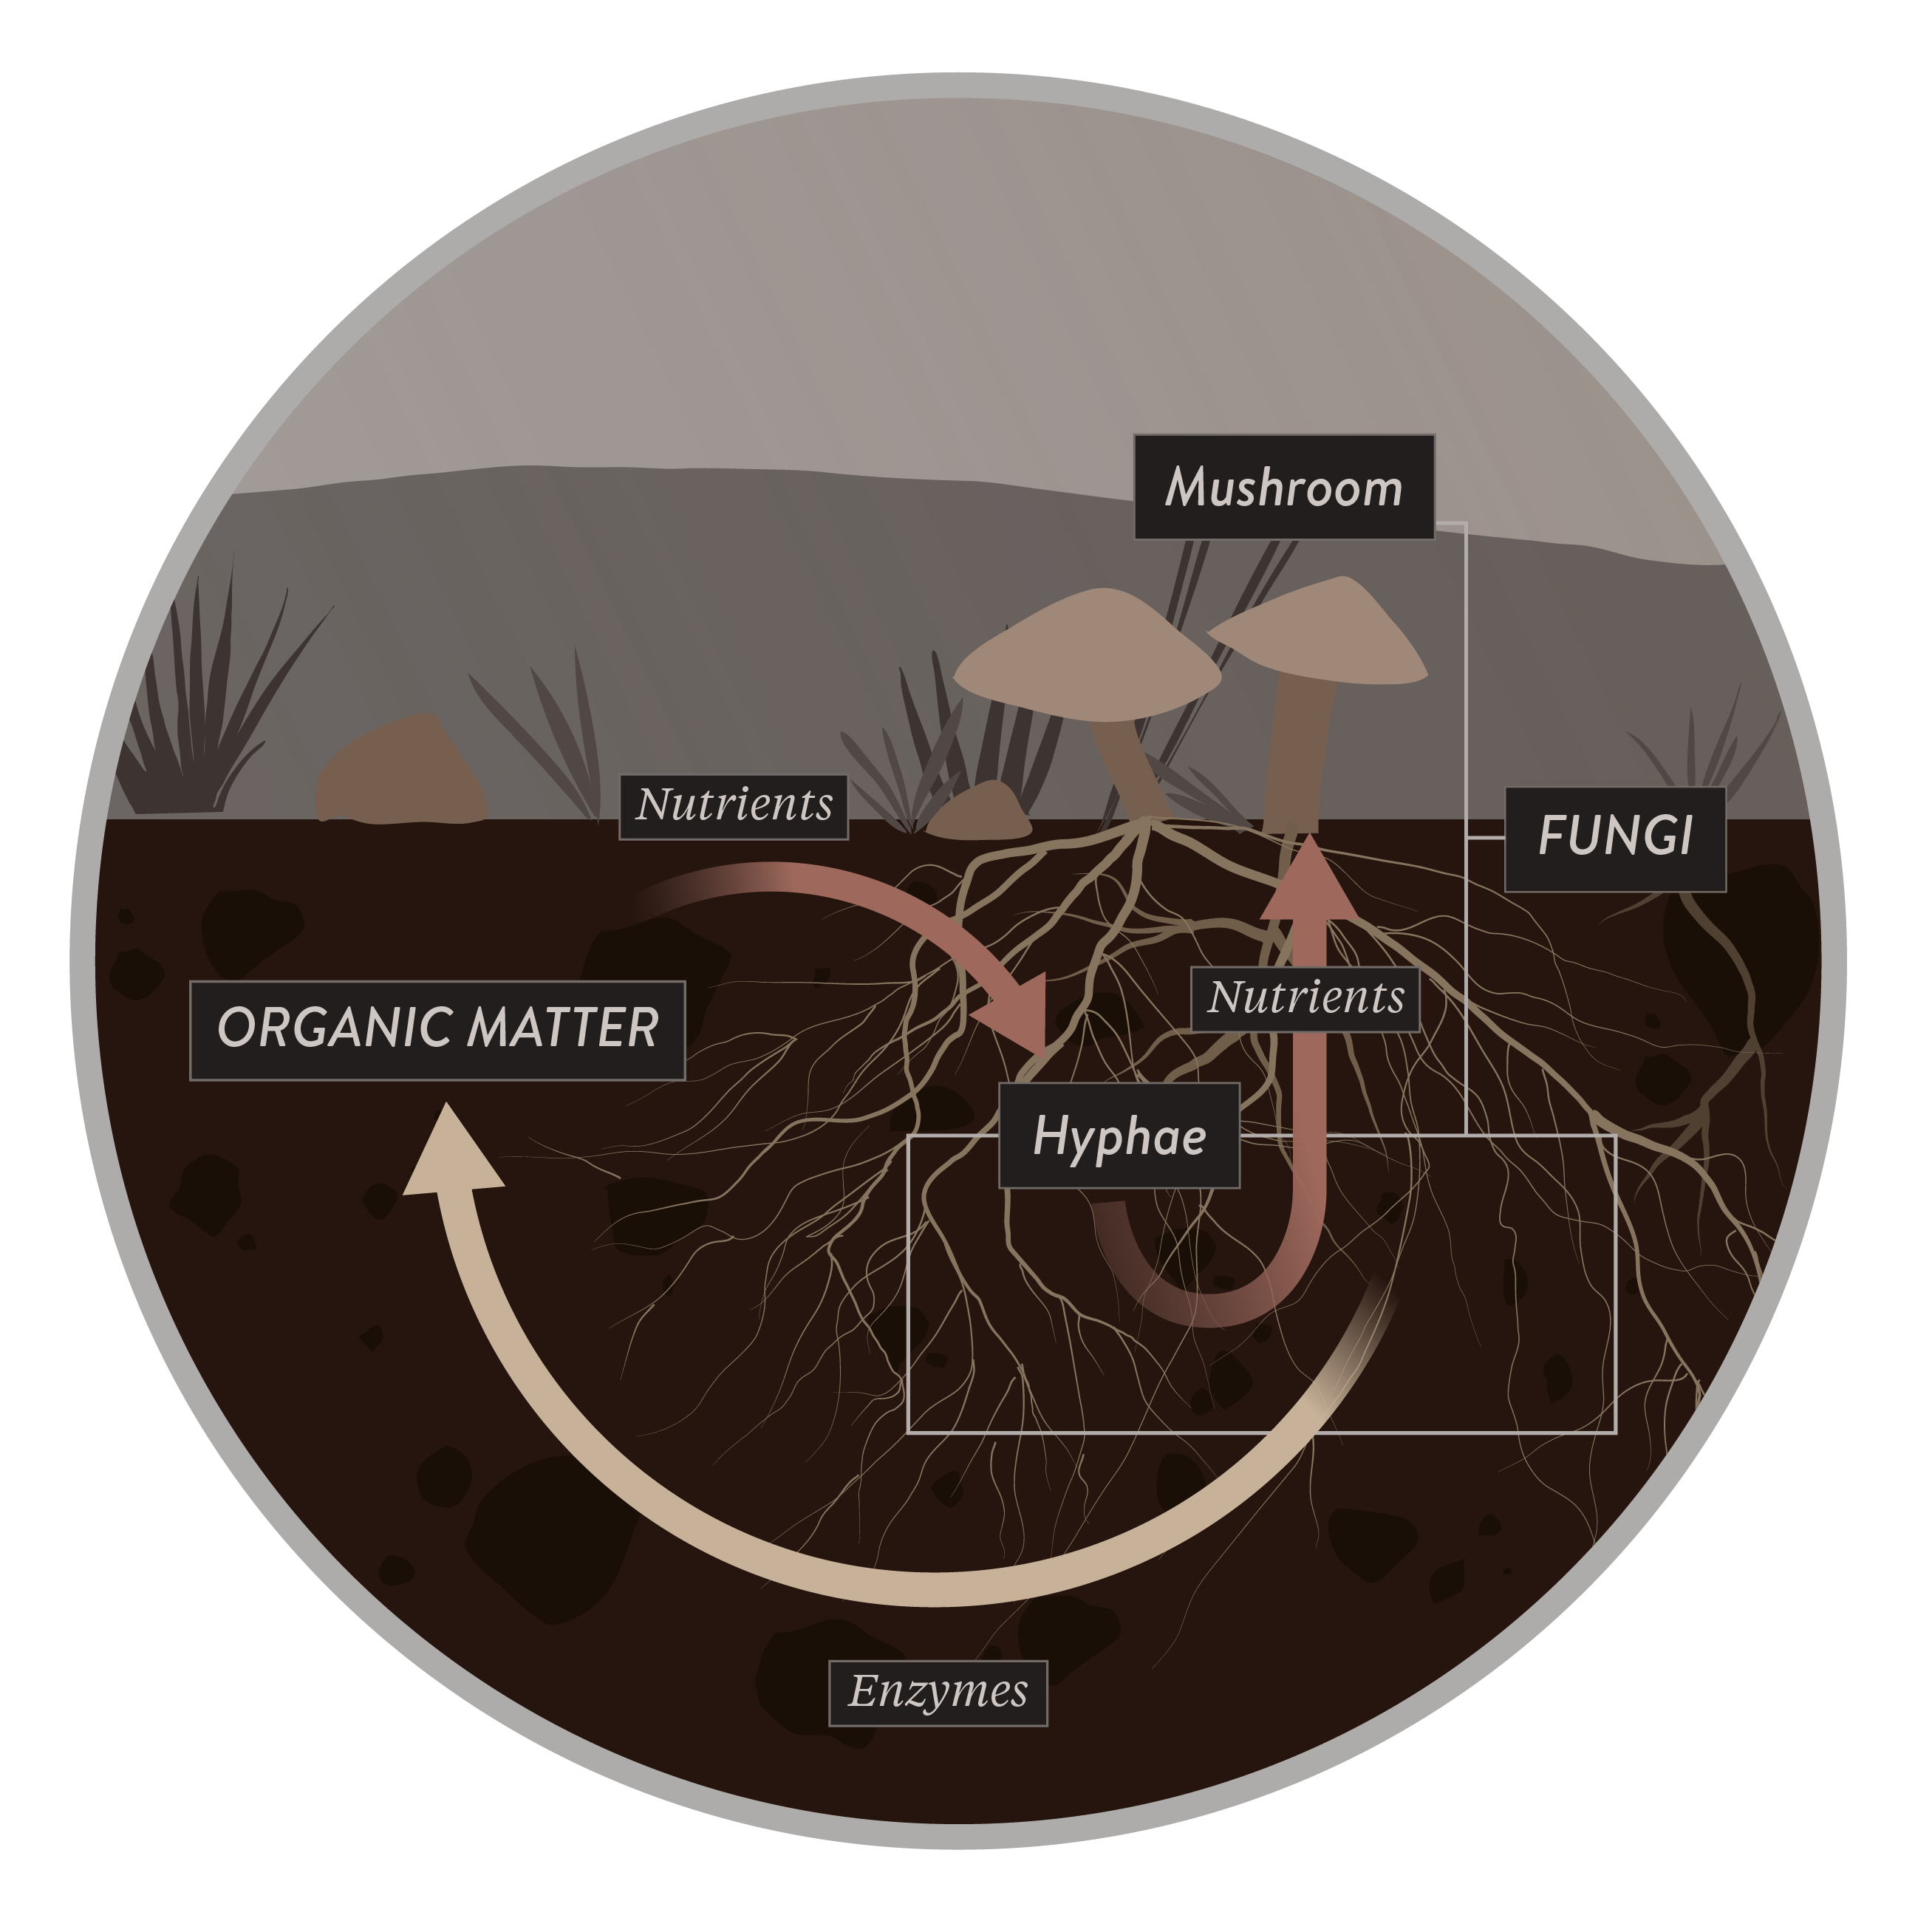 Mushroom
Nutrients
FUNGI
ORGANIC MATTER
Nutrients
Hyphae
Enzymes